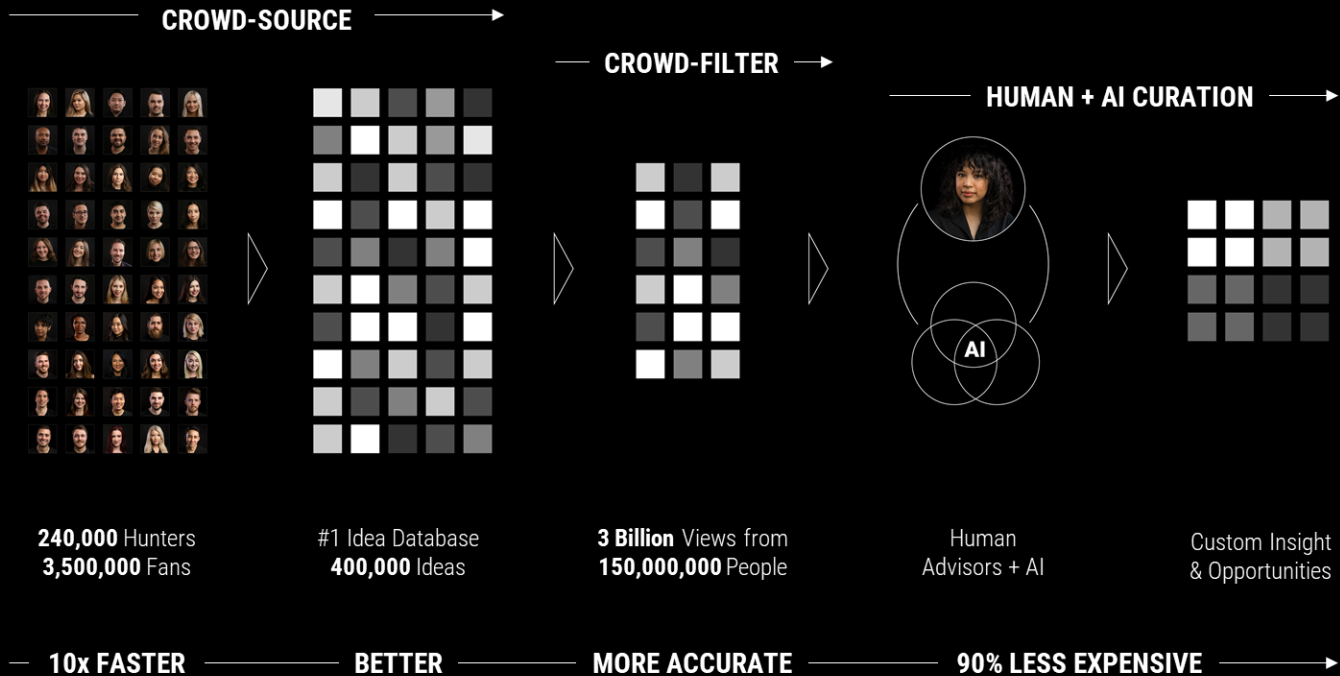 CROWD-SOURCE
CROWD-FILTER
HUMAN + AI CURATION
AI
240,000 Hunters
3,500,000 Fans
#1 Idea Database
400,000 Ideas
3 Billion Views from
150,000,000 People
Human
Advisors + AI
Custom Insight
& Opportunities
10x FASTER
BETTER
MORE ACCURATE
90% LESS EXPENSIVE